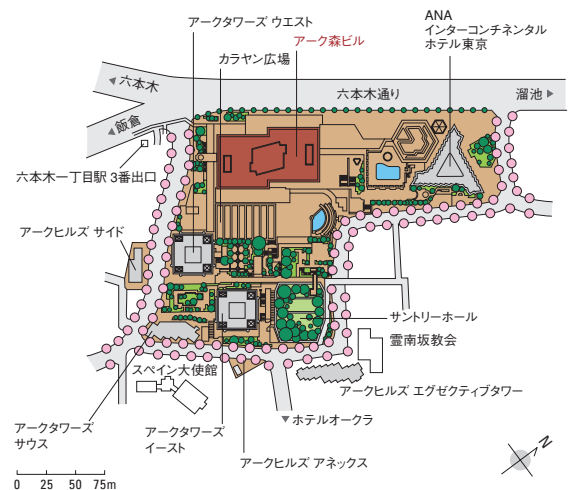 アークタワーズ ウエスト
カラヤン広場
アーク森ビル
ANA
インターコンチネンタル
ホテル東京
六本木
六本木通り
溜池
飯倉
六本木一丁目駅 3番出口
アークヒルズ サイド
サントリーホール
霊南坂教会
スペイン大使館
アークヒルズ エグゼクティブタワー
ホテルオークラ
アークタワーズ
サウス
アークタワーズ
イースト
アークヒルズ アネックス
N
0 25 50 75m